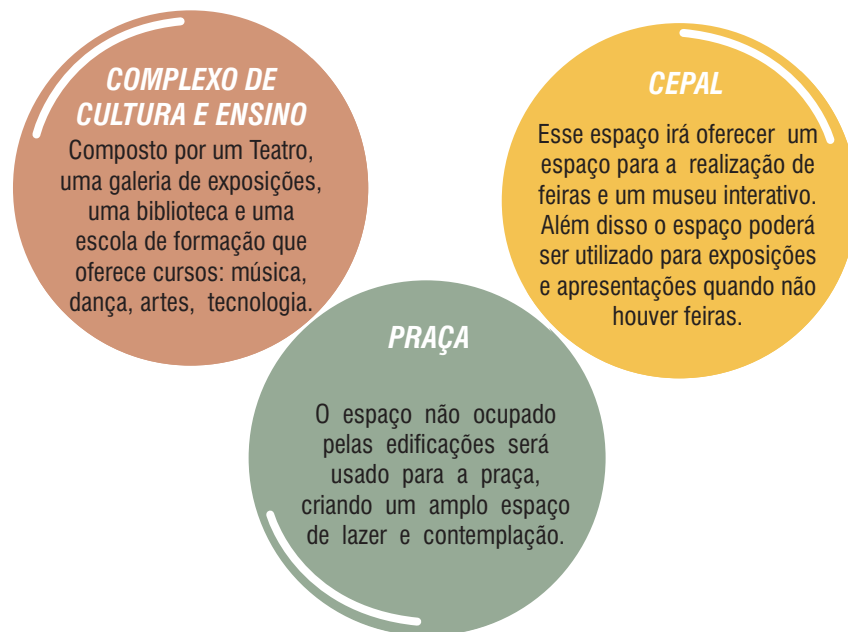 COMPLEXO DE
CULTURA E ENSINO
Composto por um Teatro,
uma galeria de exposições,
uma biblioteca e uma
escola de formação que
oferece cursos: música,
dança, artes, tecnologia.
CEPAL
Esse espaço irá oferecer um
espaço para a realização de
feiras e um museu interativo.
Além disso o espaço poderá
ser utilizado para exposições
e apresentações quando não
houver feiras.
PRAÇA
O espaço não ocupado
pelas edificações será
usado para a praça,
criando um amplo espaço
de lazer e contemplação.